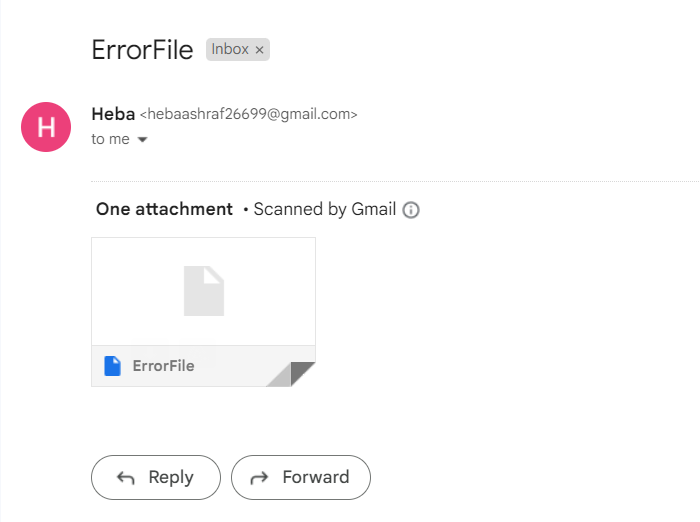 ErrorFile Inbox ×
Heba <hebaashraf26699@gmail.com>
H
to me
One attachment • Scanned by Gmail
ErrorFile
Reply Forward